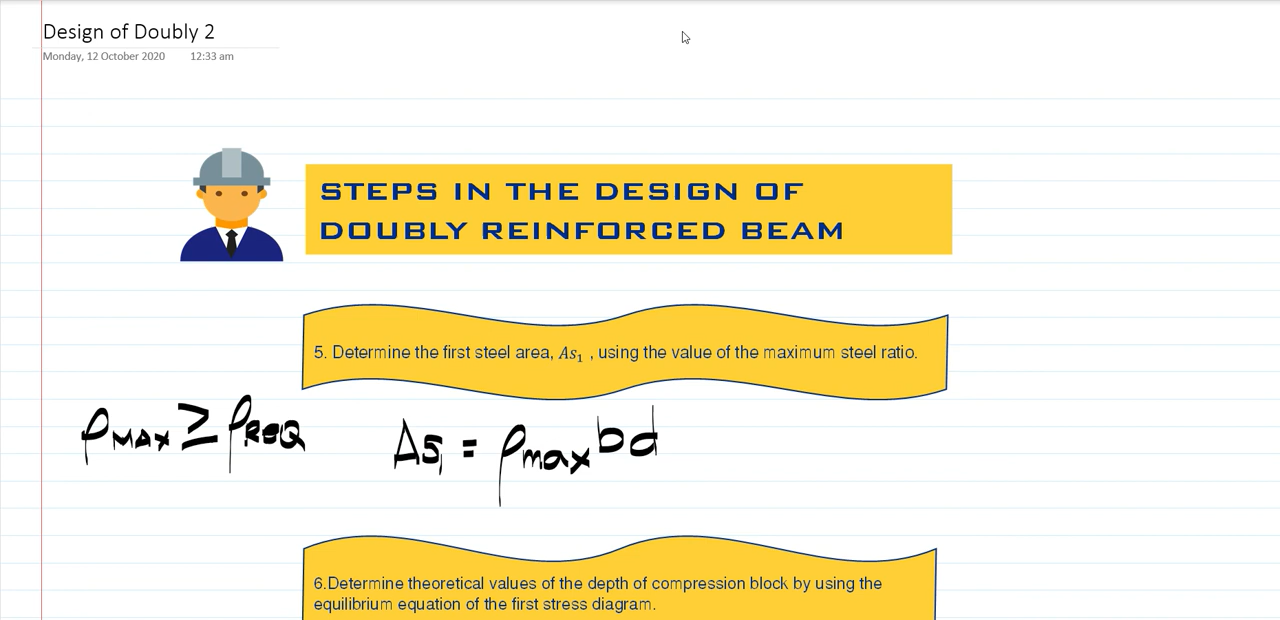 Design of Doubly 2
Monday, 12 October 2020 12:33 am
STEPS IN THE DESIGN OF
DOUBLY REINFORCED BEAM
5. Determine the first steel area, As₁ , using the value of the maximum steel ratio.
ρMAX ≥ ρREQ As₁ = ρmax bd
6.Determine theoretical values of the depth of compression block by using the
equilibrium equation of the first stress diagram.